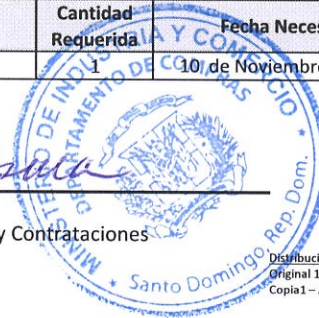 Cantidad Requerida
Fecha Neces
1
10 de Noviembre
MINISTERIO DE INDUSTRIA Y COMERCIO
DEPARTAMENTO DE COMPRAS
Santo Domingo, Rep. Dom.
y Contrataciones
Distribuci
Original 1
Copia1 –